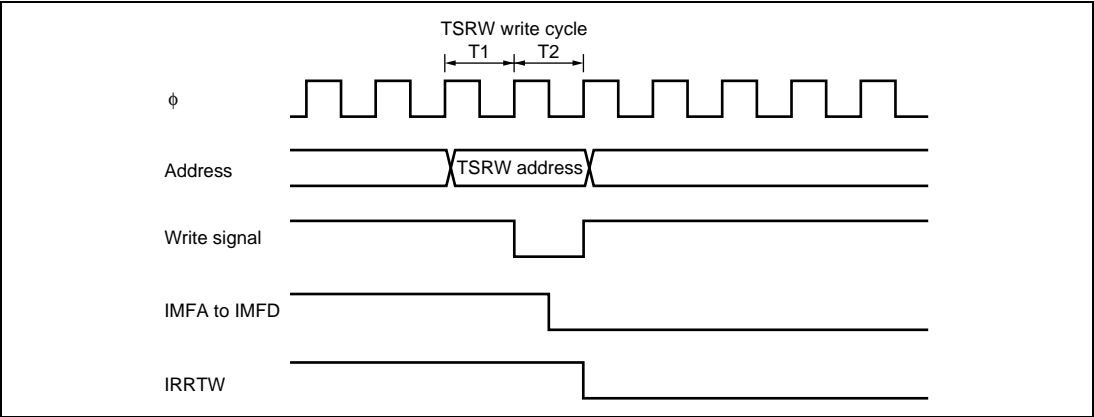 TSRW write cycle
T1 T2
ϕ
Address
TSRW address
Write signal
IMFA to IMFD
IRRTW